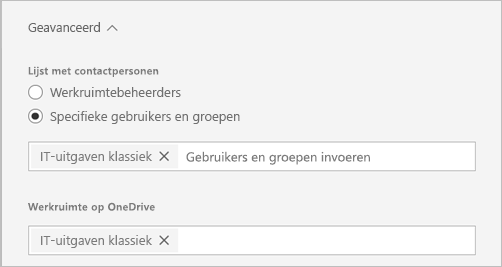 Geavanceerd
Lijst met contactpersonen
Werkruimtebeheerders
Specifieke gebruikers en groepen
IT-uitgaven klassiek Gebruikers en groepen invoeren
Werkruimte op OneDrive
IT-uitgaven klassiek